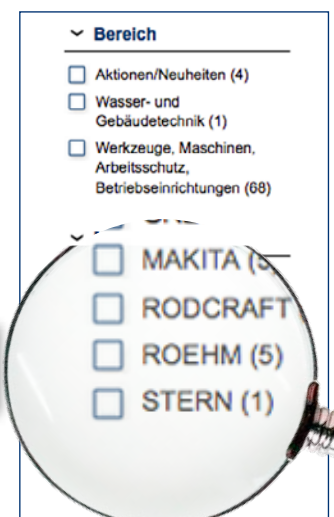 Bereich
Aktionen/Neuheiten (4)
Wasser- und
Gebäudetechnik (1)
Werkzeuge, Maschinen,
Arbeitsschutz,
Betriebseinrichtungen (68)
MAKITA (5)
RODCRAFT
ROEHM (5)
STERN (1)